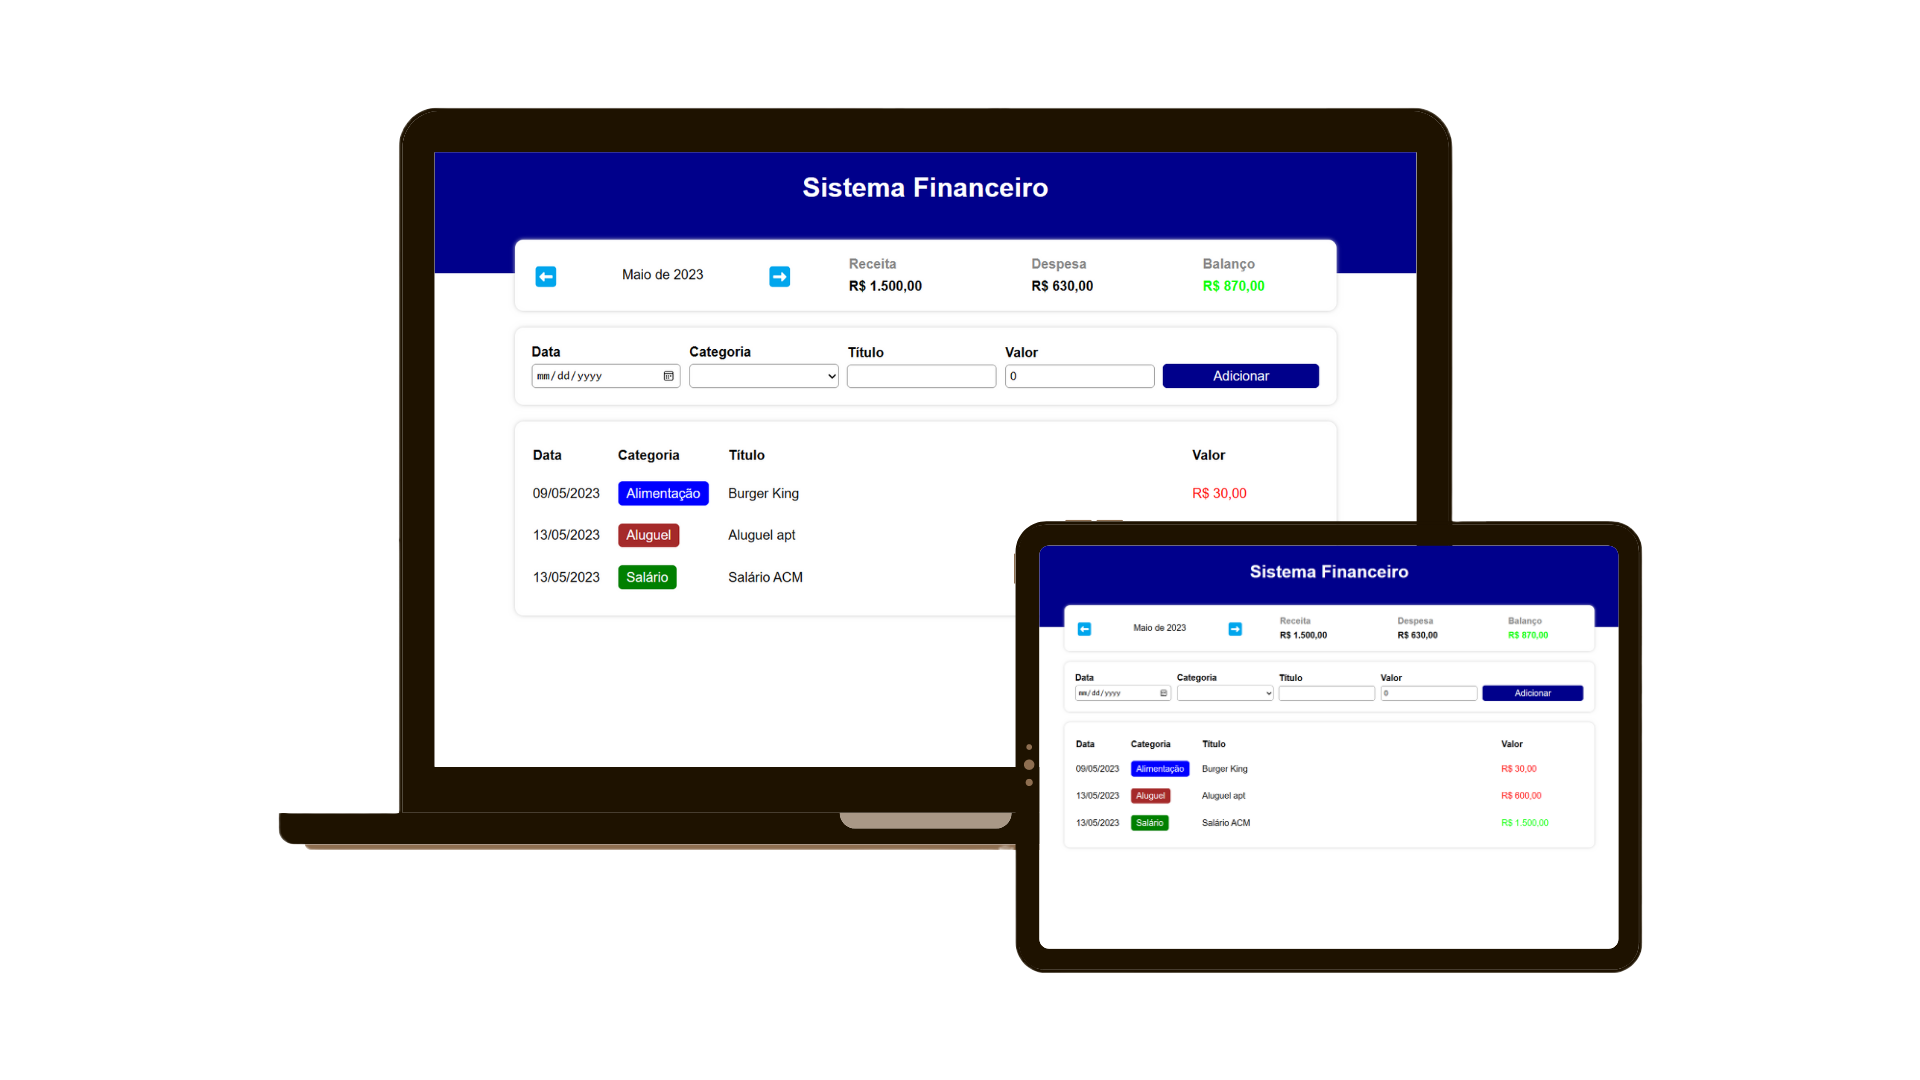 Sistema Financeiro
Maio de 2023
Receita Despesa Balanço
R$ 1.500,00 R$ 630,00 R$ 870,00
Data Categoria Título Valor
mm/dd/yyyy 0 Adicionar
Data Categoria Título Valor
09/05/2023 Alimentação Burger King R$ 30,00
13/05/2023 Aluguel Aluguel apt
13/05/2023 Salário Salário ACM
Sistema Financeiro
Maio de 2023
Receita Despesa Balanço
R$ 1.500,00 R$ 630,00 R$ 870,00
Data Categoria Título Valor
mm/dd/yyyy 0 Adicionar
Data Categoria Título Valor
09/05/2023 Alimentação Burger King R$ 30,00
13/05/2023 Aluguel Aluguel apt R$ 600,00
13/05/2023 Salário Salário ACM R$ 1.500,00